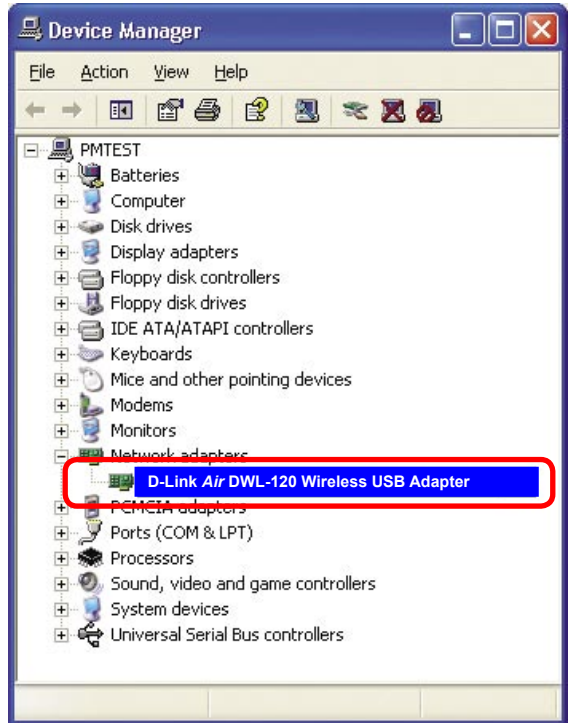 Device Manager
File Action View Help
PMTEST
Batteries
Computer
Disk drives
Display adapters
Floppy disk controllers
Floppy disk drives
IDE ATA/ATAPI controllers
Keyboards
Mice and other pointing devices
Modems
Monitors
Network adapters
D-Link Air DWL-120 Wireless USB Adapter
PCMCIA adapters
Ports (COM & LPT)
Processors
Sound, video and game controllers
System devices
Universal Serial Bus controllers